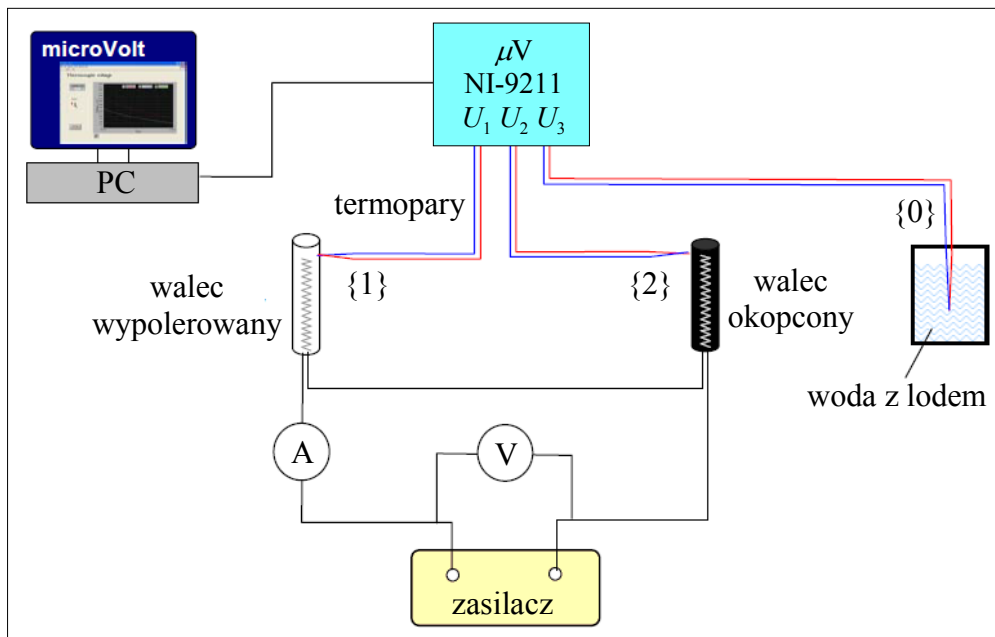 microVolt
μV
NI-9211
U₁ U₂ U₃
PC
termopary
{0}
{1}
{2}
walec
wypolerowany
walec
okopcony
woda z lodem
A
V
zasilacz